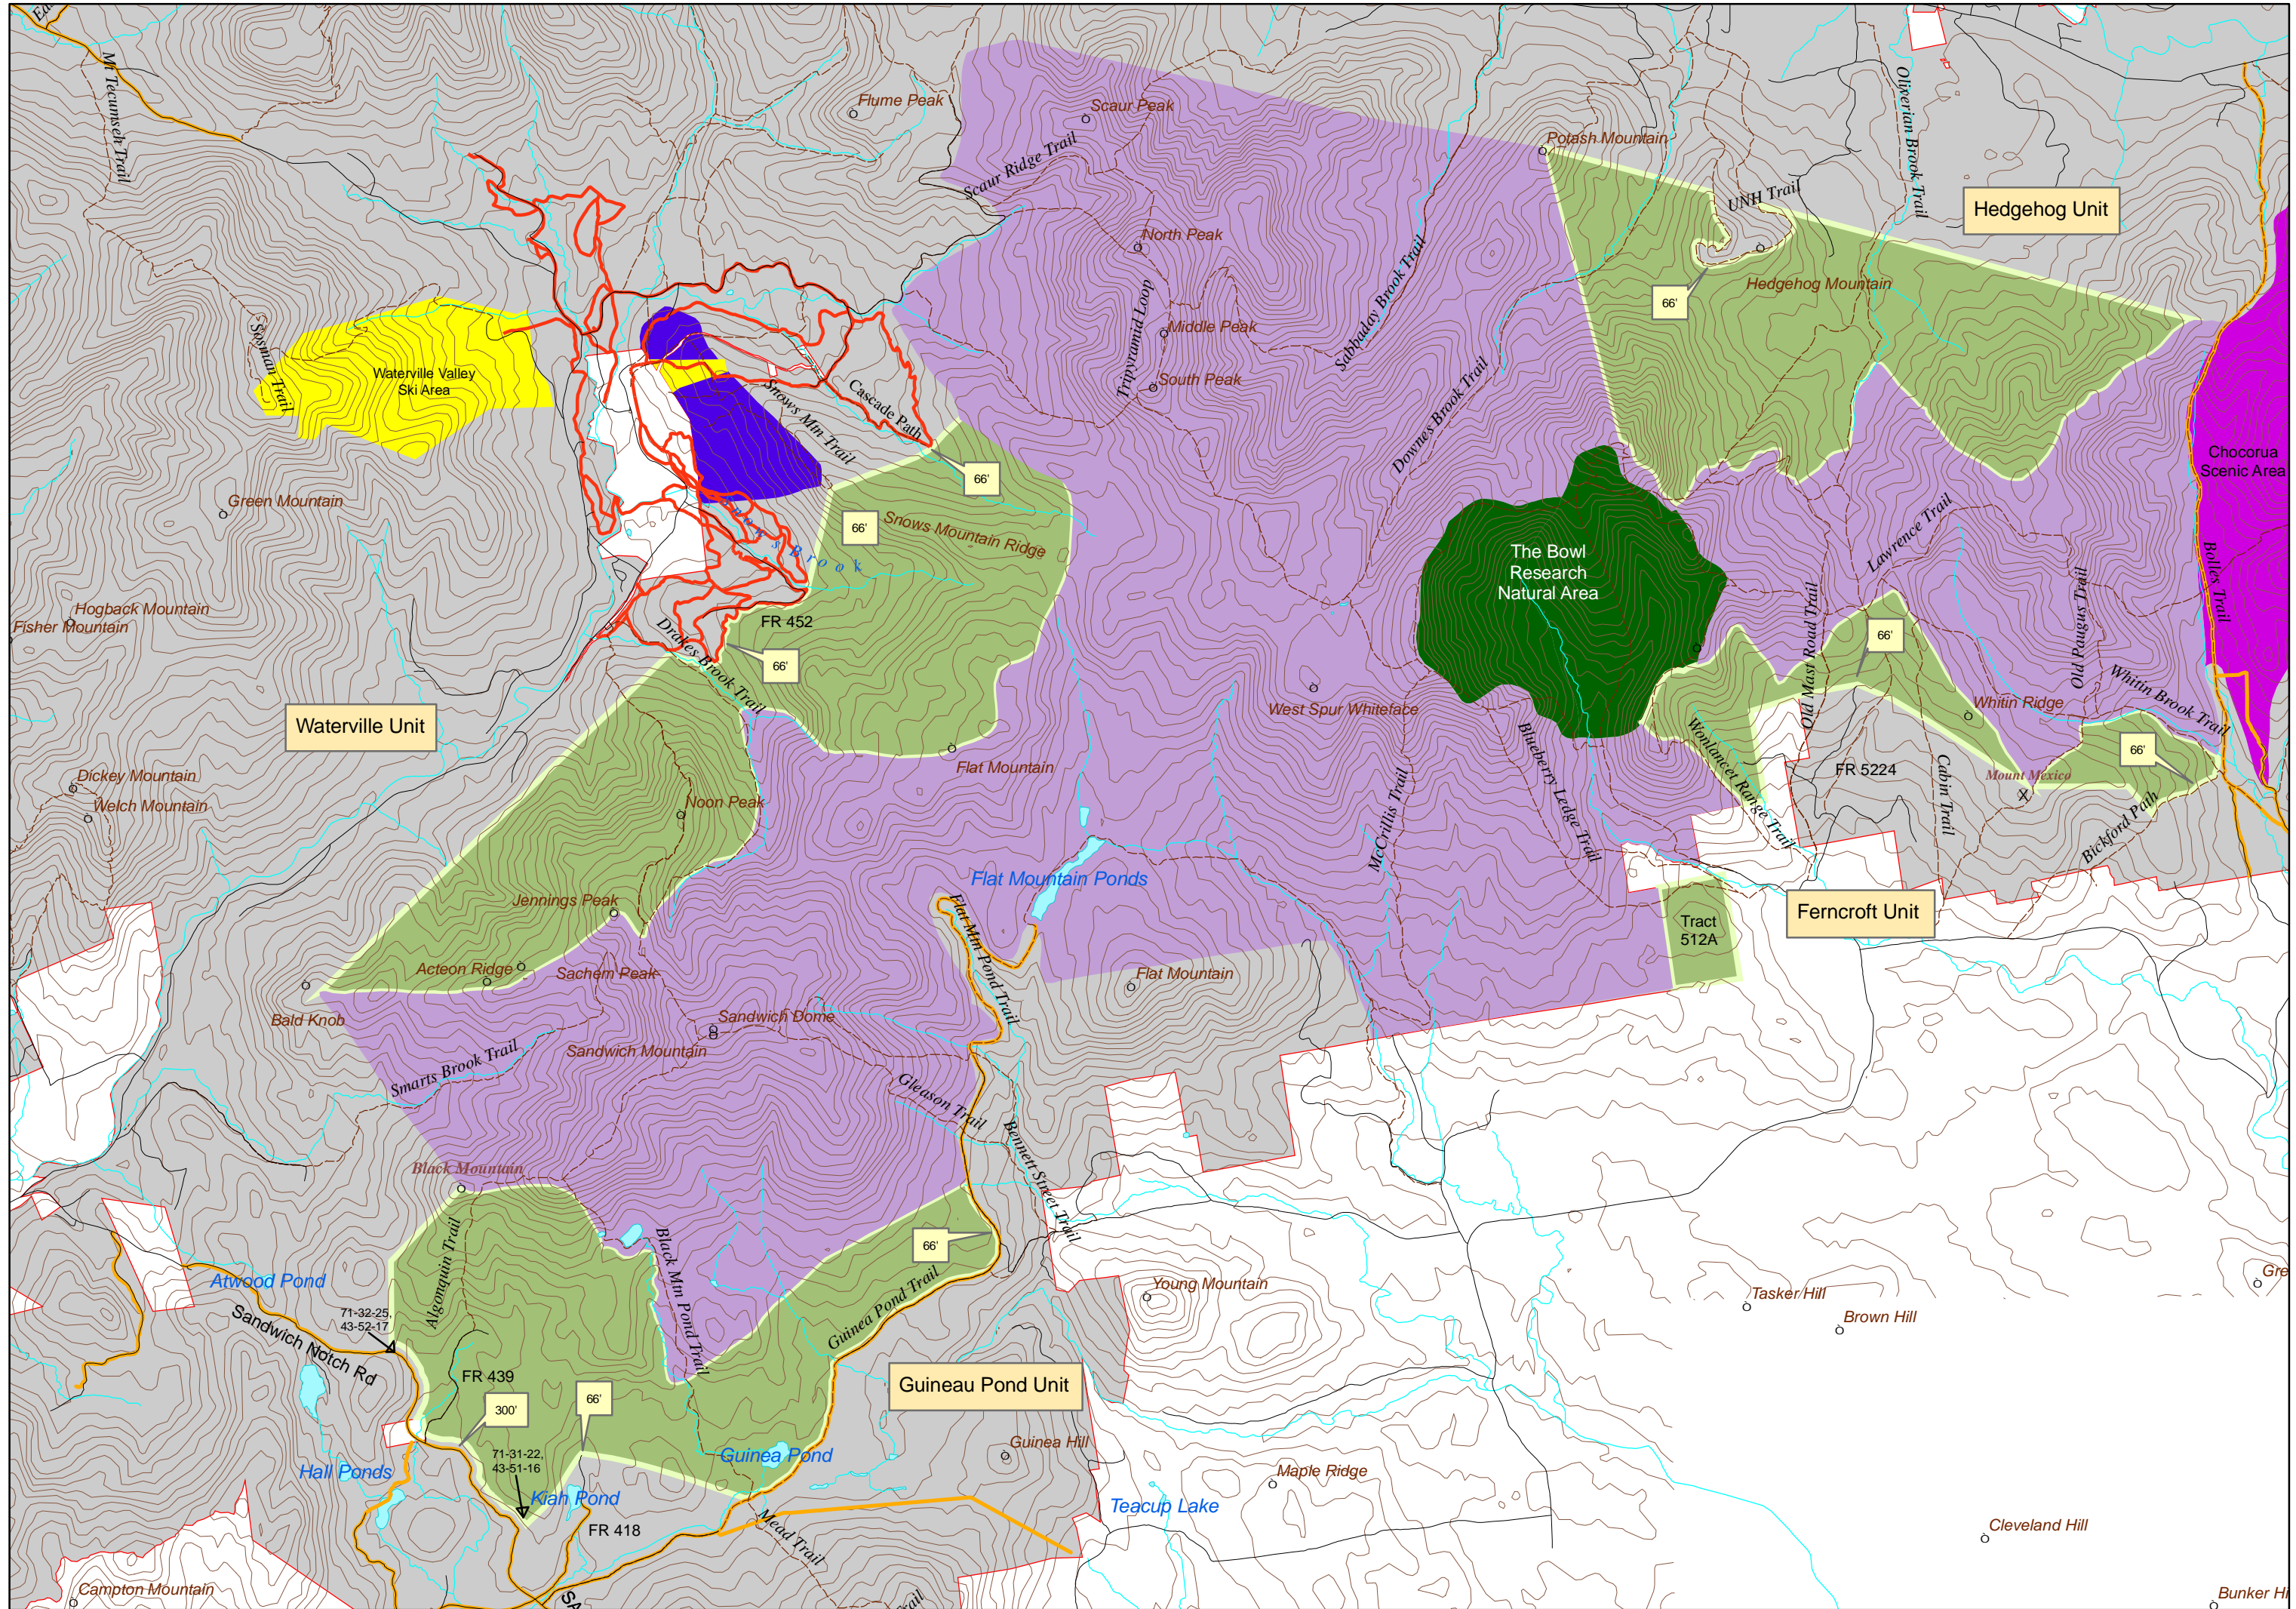 Mt Tecumseh Trail
Flume Peak
Scaur Peak
Scaur Ridge Trail
Potash Mountain
Oliverian Brook Trail
UNH Trail
Hedgehog Unit
North Peak
Sabbaday Brook Trail
66'
Hedgehog Mountain
Tripyramid Loop
Middle Peak
South Peak
Sosman Trail
Waterville Valley
Ski Area
Snows Mtn Trail
Cascade Path
Downes Brook Trail
Chocorua
Scenic Area
66'
Green Mountain
66'
Snows Mountain Ridge
Snows Brook
Lawrence Trail
The Bowl
Research
Natural Area
Bolles Trail
Hogback Mountain
Fisher Mountain
FR 452
Drakes Brook Trail
66'
66'
Old Mast Road Trail
Old Paugus Trail
Waterville Unit
West Spur Whiteface
Whitin Ridge
Whitin Brook Trail
66'
Blueberry Ledge Trail
Wonlancet Range Trail
Flat Mountain
FR 5224
Cabin Trail
Mount Mexico
Dickey Mountain
Welch Mountain
Noon Peak
McCrillis Trail
Bickford Path
Flat Mountain Ponds
Jennings Peak
Flat Mtn Pond Trail
Tract
512A
Ferncroft Unit
Acteon Ridge
Sachem Peak
Flat Mountain
Bald Knob
Sandwich Dome
Sandwich Mountain
Smarts Brook Trail
Gleason Trail
Bennett Street Trail
Black Mountain
Algonquin Trail
Black Mtn Pond Trail
66'
Guinea Pond Trail
Atwood Pond
Young Mountain
Gre
71-32-25,
43-52-17
Tasker Hill
Brown Hill
Sandwich Notch Rd
FR 439
Guineau Pond Unit
300'
66'
71-31-22,
43-51-16
Guinea Pond
Guinea Hill
Hall Ponds
Maple Ridge
Kiah Pond
Teacup Lake
FR 418
Mead Trail
Cleveland Hill
Campton Mountain
SA
Trail
Bunker Hi